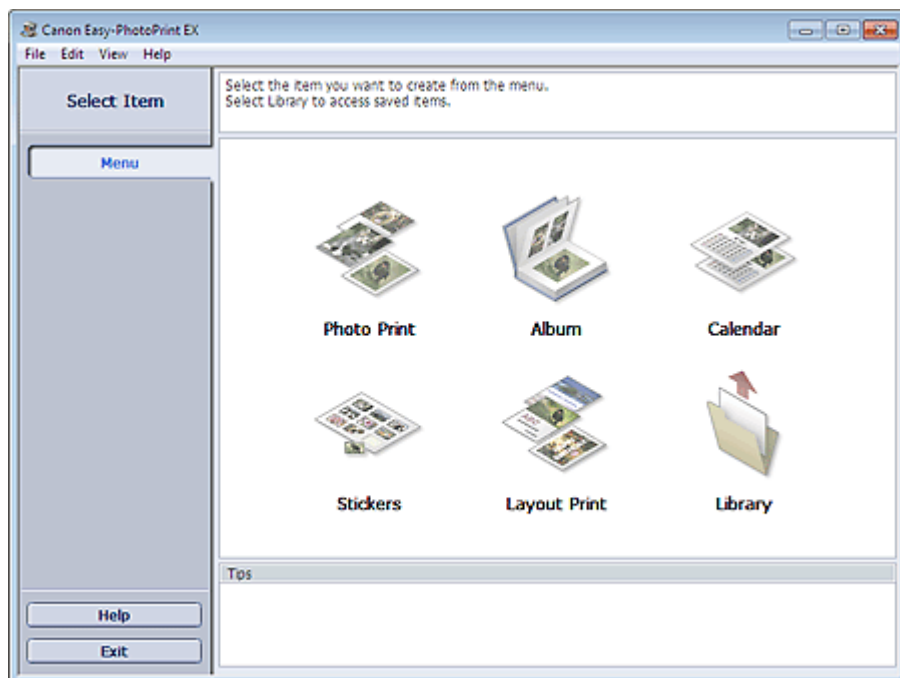 Canon Easy-PhotoPrint EX
File Edit View Help
Select Item
Select the item you want to create from the menu.
Select Library to access saved items.
Menu
Photo Print
Album
Calendar
Stickers
Layout Print
Library
Tips
Help
Exit